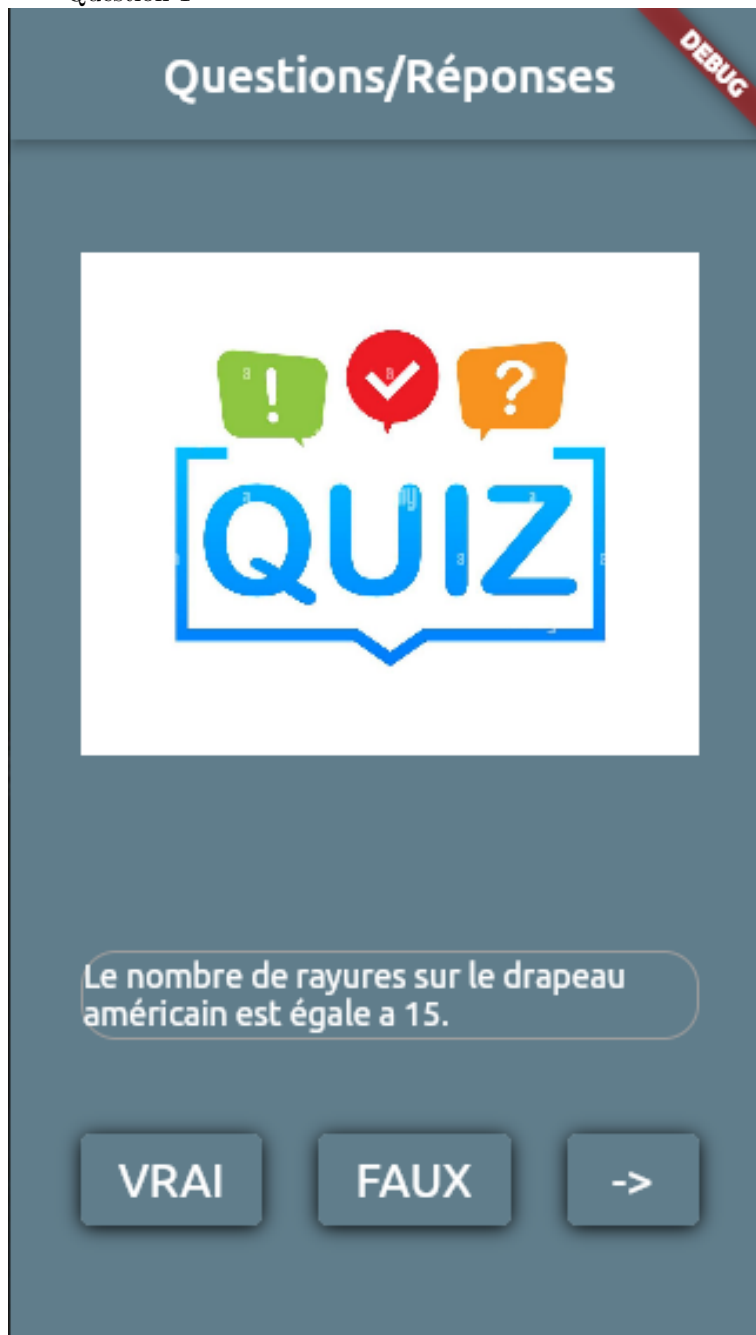 Questions/Réponses
DEBUG
!
?
QUIZ
Le nombre de rayures sur le drapeau
américain est égale a 15.
VRAI
FAUX
->